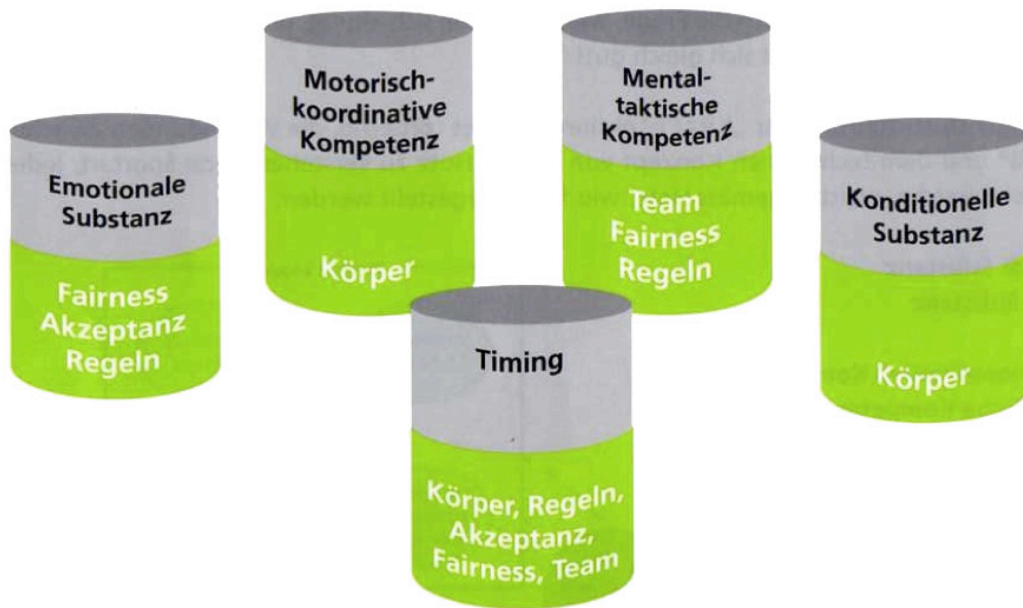 Emotionale
Substanz
Fairness
Akzeptanz
Regeln
Motorisch-
koordinative
Kompetenz
Körper
Mental-
taktische
Kompetenz
Team
Fairness
Regeln
Konditionelle
Substanz
Körper
Timing
Körper, Regeln,
Akzeptanz,
Fairness, Team